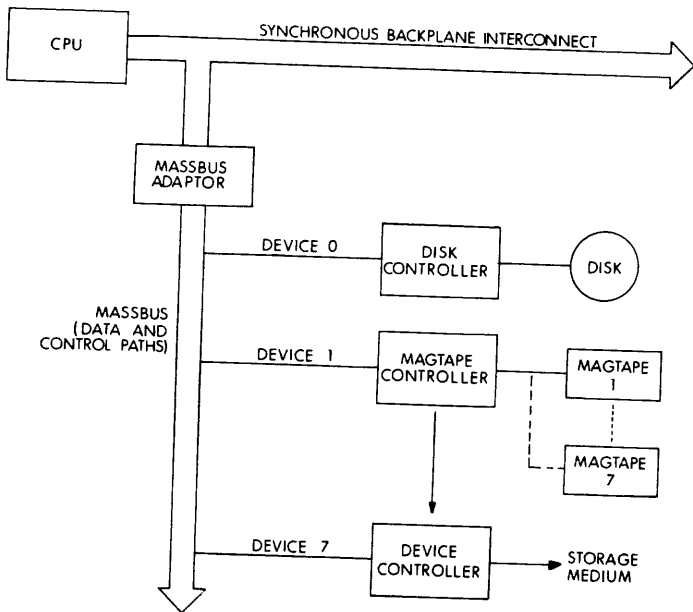 CPU
SYNCHRONOUS BACKPLANE INTERCONNECT
MASSBUS
ADAPTOR
DEVICE 0
DISK
CONTROLLER
DISK
MASSBUS
(DATA AND
CONTROL PATHS)
DEVICE 1
MAGTAPE
CONTROLLER
MAGTAPE
1
MAGTAPE
7
DEVICE 7
DEVICE
CONTROLLER
STORAGE
MEDIUM